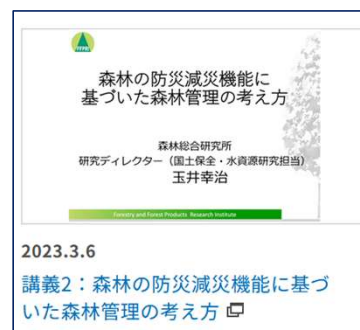 森林の防災減災機能に
基づいた森林管理の考え方
森林総合研究所
研究ディレクター（国土保全・水資源研究担当）
玉井幸治
Forestry and Forest Products Research Institute
2023.3.6
講義2：森林の防災減災機能に基づ
いた森林管理の考え方